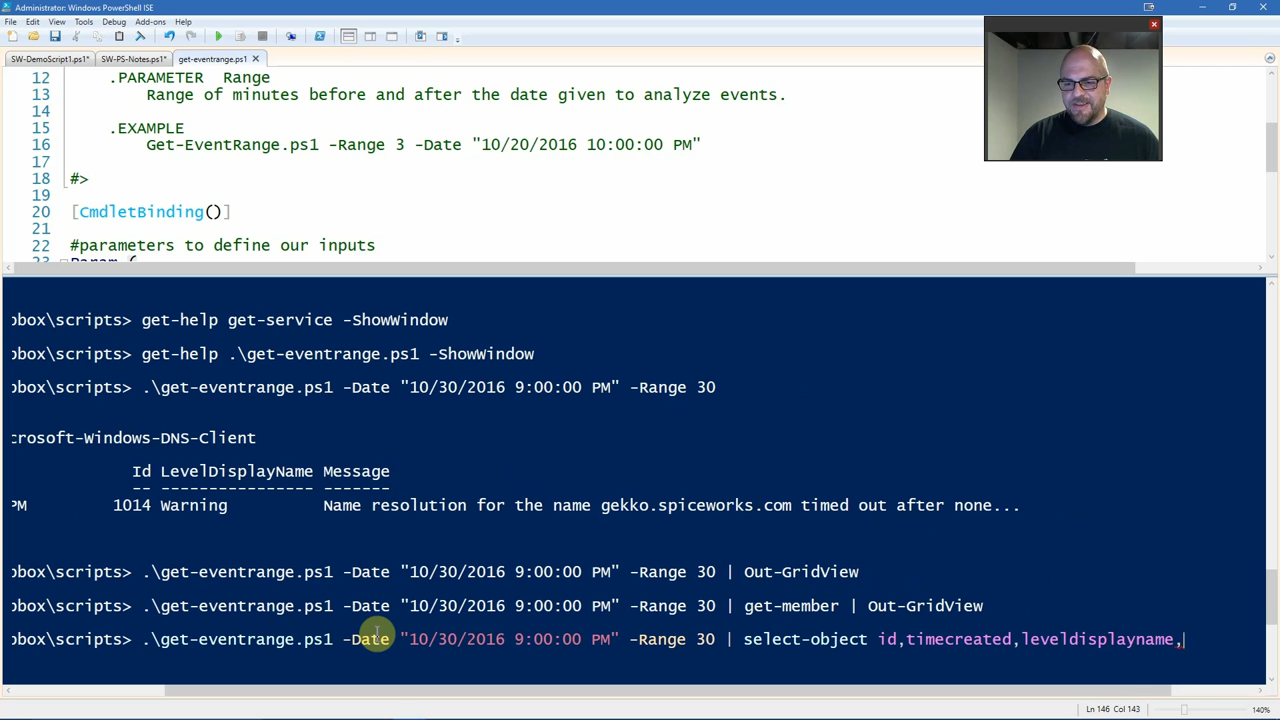 Administrator: Windows PowerShell ISE
File Edit View Tools Debug Add-ons Help
SW-DemoScript1.ps1* SW-PS-Notes.ps1* get-eventrange.ps1
12 .PARAMETER Range
13 Range of minutes before and after the date given to analyze events.
14
15 .EXAMPLE
16 Get-EventRange.ps1 -Range 3 -Date "10/20/2016 10:00:00 PM"
17
18 #>
19
20 [CmdletBinding()]
21
22 #parameters to define our inputs
23 Param (
obox\scripts> get-help get-service -ShowWindow
obox\scripts> get-help .\get-eventrange.ps1 -ShowWindow
obox\scripts> .\get-eventrange.ps1 -Date "10/30/2016 9:00:00 PM" -Range 30
crosoft-Windows-DNS-Client
Id LevelDisplayName Message
-- ---------------- -------
PM 1014 Warning Name resolution for the name gekko.spiceworks.com timed out after none...
obox\scripts> .\get-eventrange.ps1 -Date "10/30/2016 9:00:00 PM" -Range 30 | Out-GridView
obox\scripts> .\get-eventrange.ps1 -Date "10/30/2016 9:00:00 PM" -Range 30 | get-member | Out-GridView
obox\scripts> .\get-eventrange.ps1 -Date "10/30/2016 9:00:00 PM" -Range 30 | select-object id,timecreated,leveldisplayname,
Ln 146 Col 143 140%